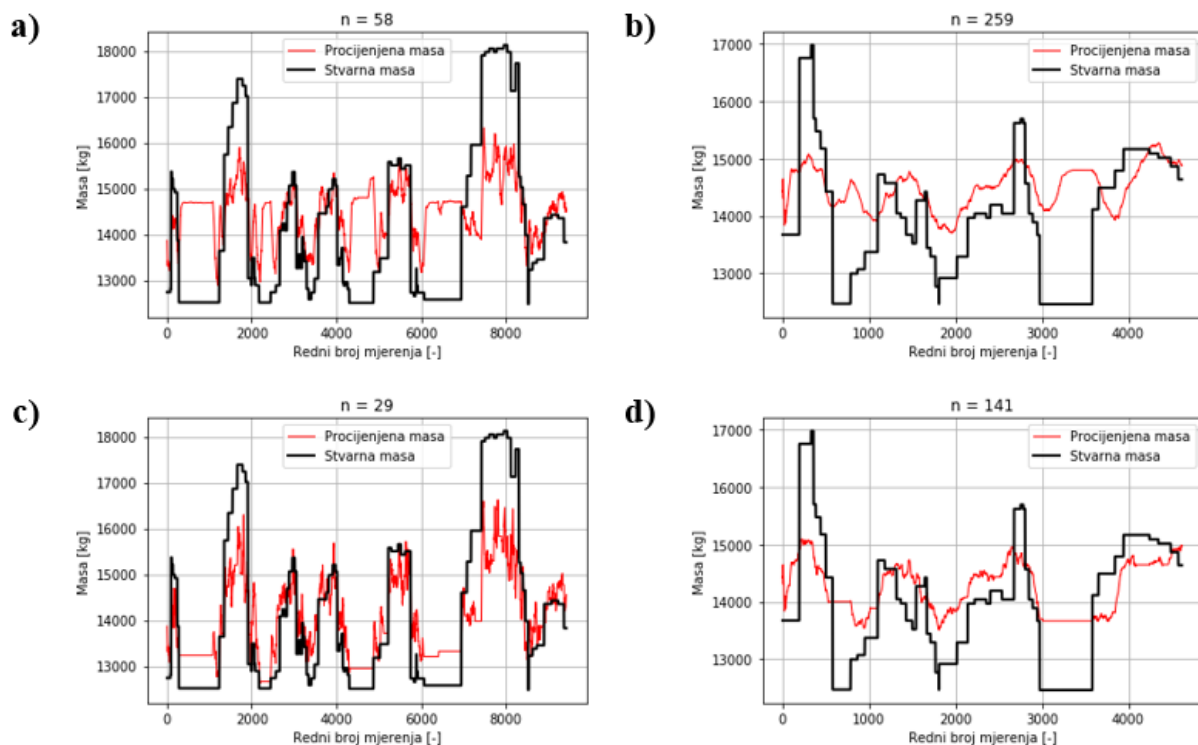 a)
n = 58
Procijenjena masa
Stvarna masa
Masa [kg]
18000
17000
16000
15000
14000
13000
0
2000
4000
6000
8000
Redni broj mjerenja [-]
b)
n = 259
Procijenjena masa
Stvarna masa
Masa [kg]
17000
16000
15000
14000
13000
0
1000
2000
3000
4000
Redni broj mjerenja [-]
c)
n = 29
Procijenjena masa
Stvarna masa
Masa [kg]
18000
17000
16000
15000
14000
13000
0
2000
4000
6000
8000
Redni broj mjerenja [-]
d)
n = 141
Procijenjena masa
Stvarna masa
Masa [kg]
17000
16000
15000
14000
13000
0
1000
2000
3000
4000
Redni broj mjerenja [-]